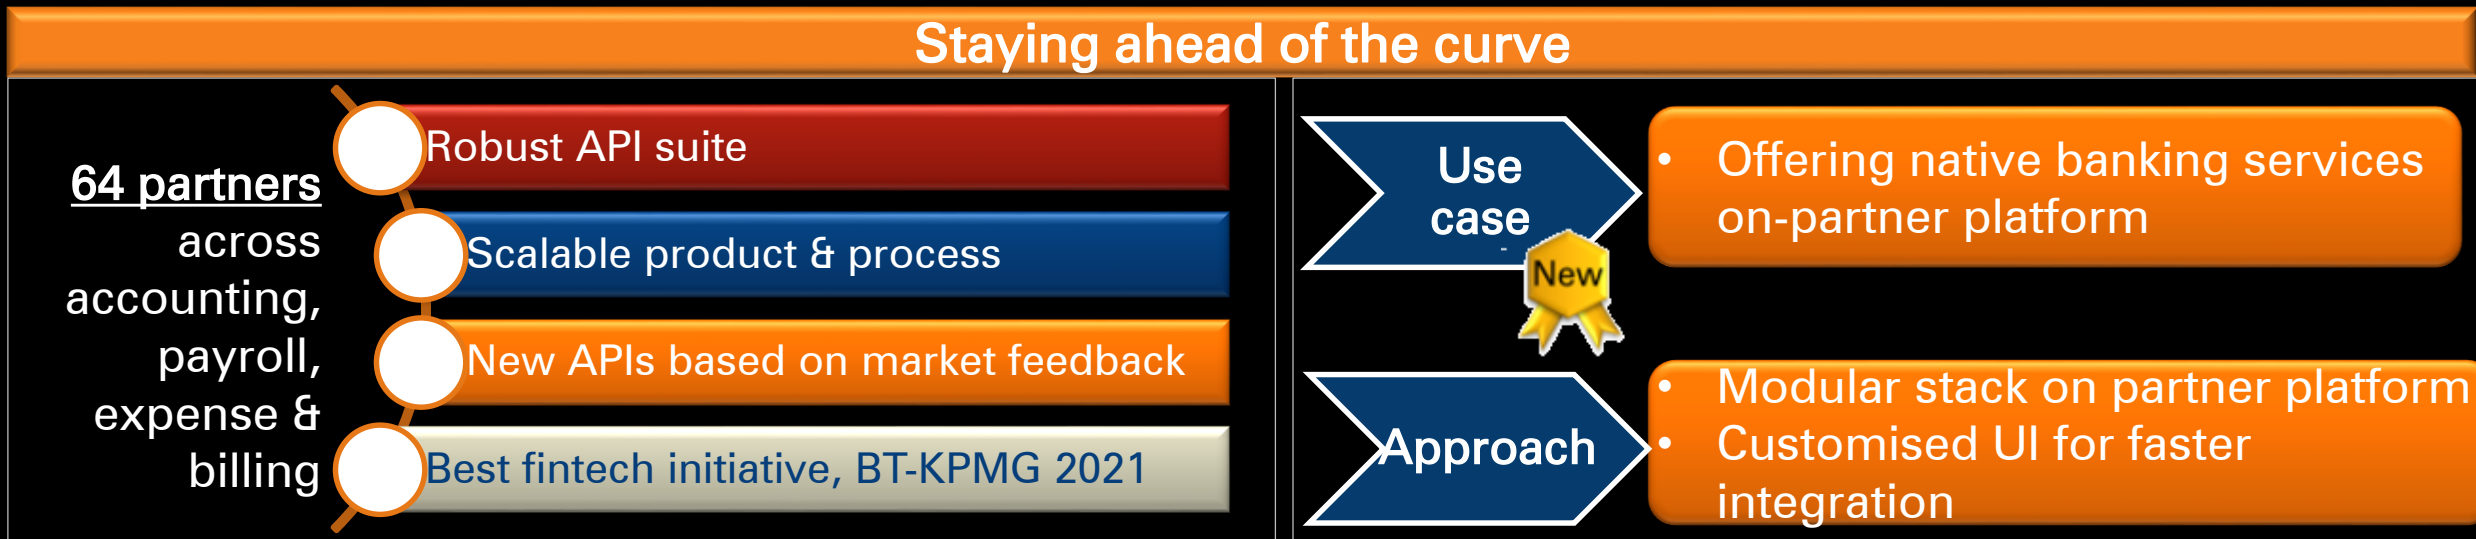 Staying ahead of the curve
64 partners
across
accounting,
payroll,
expense &
billing
Robust API suite
Scalable product & process
New APIs based on market feedback
Best fintech initiative, BT-KPMG 2021
Use
case
-
New
• Offering native banking services
on-partner platform
Approach
• Modular stack on partner platform
• Customised UI for faster
integration